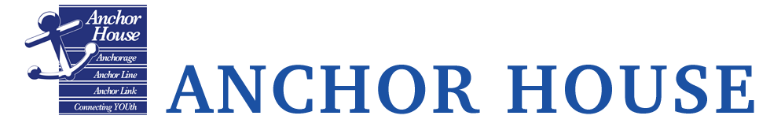 Anchor
House
Anchorage
Anchor Line
Anchor Link
Connecting YOUth
ANCHOR HOUSE